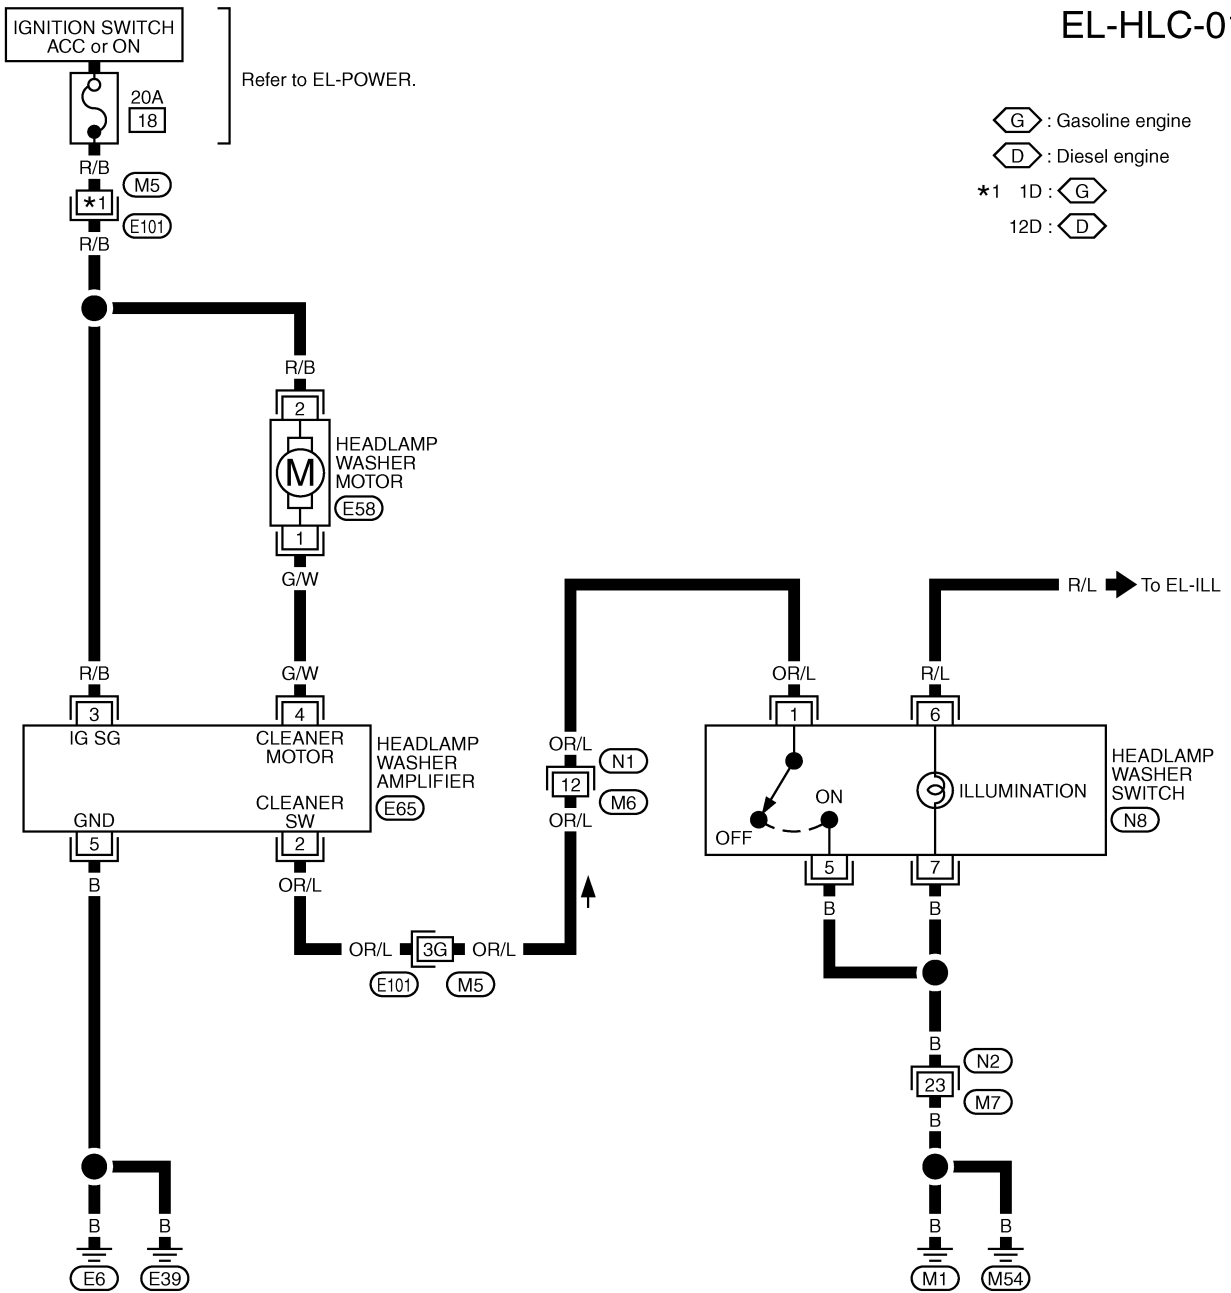 EL-HLC-01
IGNITION SWITCH
ACC or ON
Refer to EL-POWER.
20A
18
G : Gasoline engine
D : Diesel engine
*1 1D : G
12D : D
R/B
M5
*1
E101
R/B
R/B
2
HEADLAMP
WASHER
MOTOR
M
E58
1
G/W
R/L To EL-ILL
R/B
G/W
OR/L
R/L
3
4
1
6
IG SG
CLEANER
MOTOR
HEADLAMP
WASHER
AMPLIFIER
E65
OR/L
N1
12
M6
OR/L
HEADLAMP
WASHER
SWITCH
N8
ILLUMINATION
ON
OFF
GND
CLEANER
SW
5
2
5
7
B
OR/L
B
B
OR/L
3G
OR/L
E101
M5
B
N2
23
M7
B
B
B
B
B
E6
E39
M1
M54